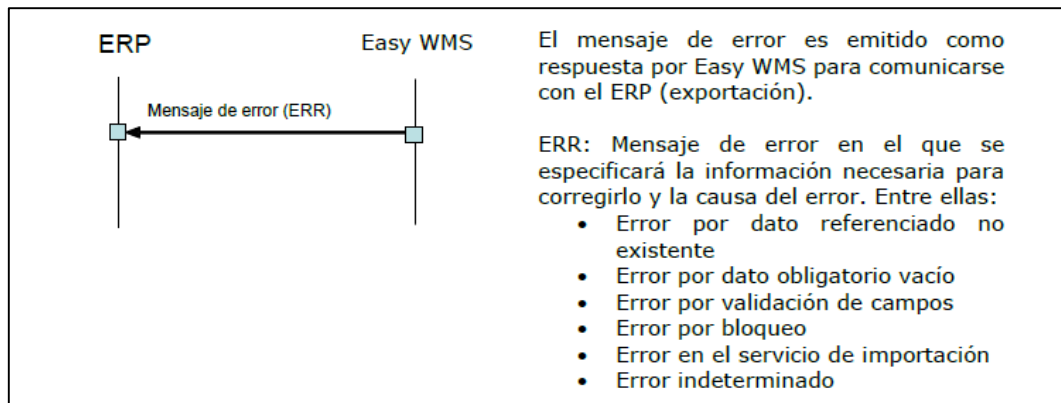 ERP
Easy WMS
Mensaje de error (ERR)
El mensaje de error es emitido como
respuesta por Easy WMS para comunicarse
con el ERP (exportación).
ERR: Mensaje de error en el que se
especificará la información necesaria para
corregirlo y la causa del error. Entre ellas:
• Error por dato referenciado no
existente
• Error por dato obligatorio vacío
• Error por validación de campos
• Error por bloqueo
• Error en el servicio de importación
• Error indeterminado